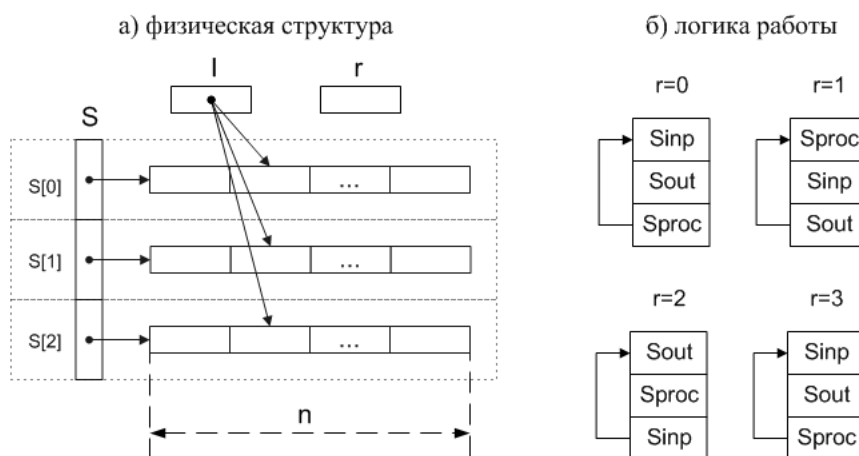 а) физическая структура
I
r
S
S[0]
...
S[1]
...
S[2]
...
n
б) логика работы
r=0
r=1
Sinp
Sout
Sproc
Sproc
Sinp
Sout
r=2
r=3
Sout
Sproc
Sinp
Sinp
Sout
Sproc